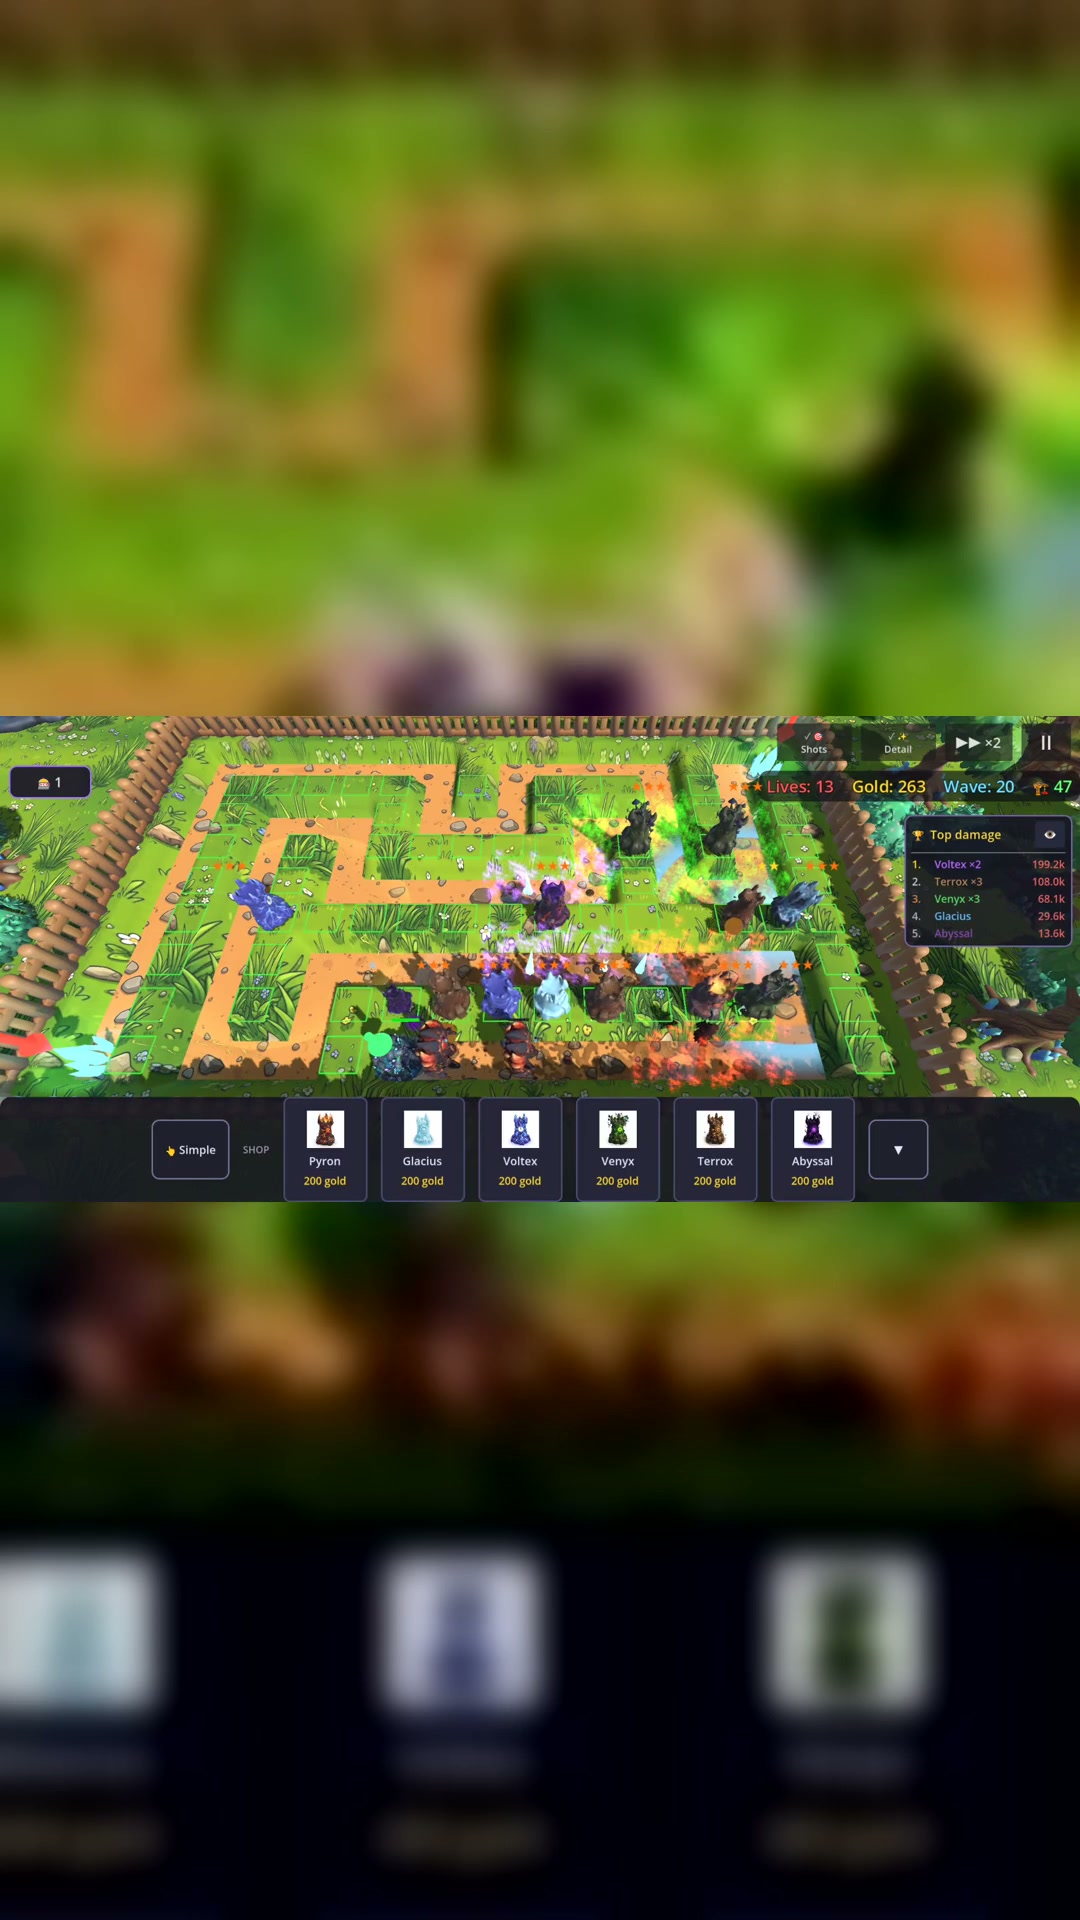 Shots
Detail
×2
1
Lives: 13
Gold: 263
Wave: 20
47
Top damage
1. Voltex ×2 199.2k
2. Terrox ×3 108.0k
3. Venyx ×3 68.1k
4. Glacius 29.6k
5. Abyssal 13.6k
Simple
SHOP
Pyron
200 gold
Glacius
200 gold
Voltex
200 gold
Venyx
200 gold
Terrox
200 gold
Abyssal
200 gold